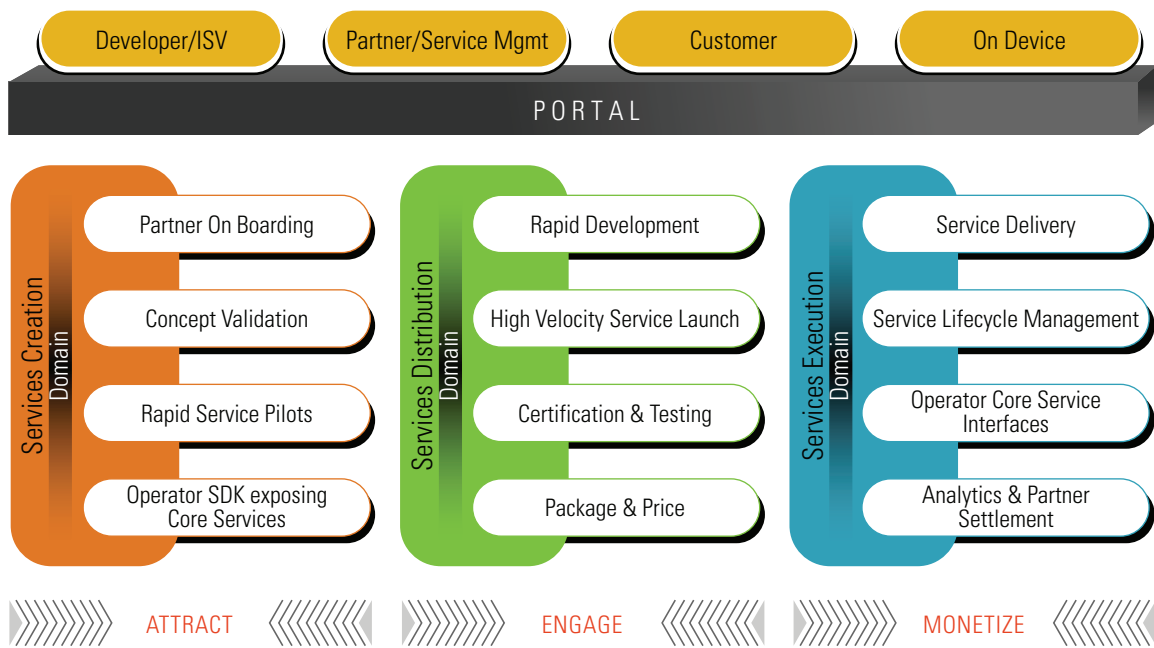 Developer/ISV
Partner/Service Mgmt
Customer
On Device
PORTAL
Services Creation
Domain
Partner On Boarding
Concept Validation
Rapid Service Pilots
Operator SDK exposing
Core Services
Services Distribution
Domain
Rapid Development
High Velocity Service Launch
Certification & Testing
Package & Price
Services Execution
Domain
Service Delivery
Service Lifecycle Management
Operator Core Service
Interfaces
Analytics & Partner
Settlement
ATTRACT
ENGAGE
MONETIZE